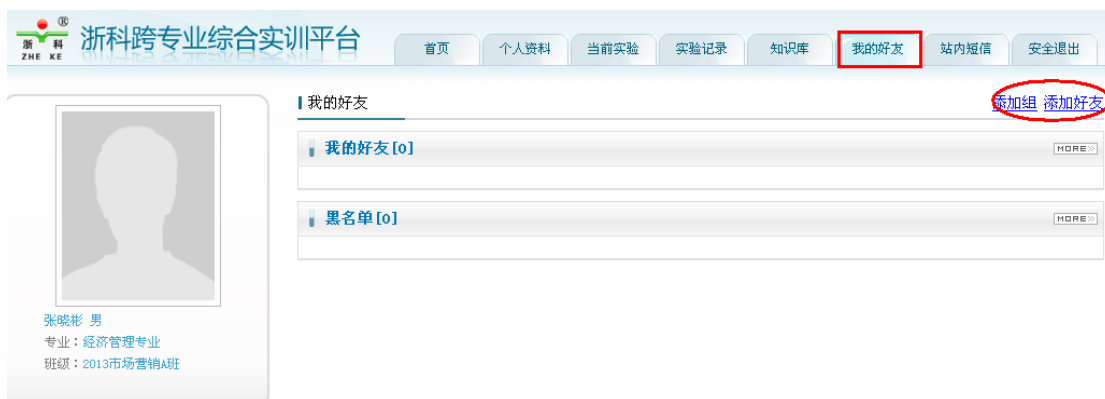 ®
浙 科
ZHE KE
浙科跨专业综合实训平台
首页 个人资料 当前实验 实验记录 知识库 我的好友 站内短信 安全退出
我的好友 添加组 添加好友
我的好友[0] MORE»
黑名单[0] MORE»
张晓彬 男
专业：经济管理专业
班级：2013市场营销A班